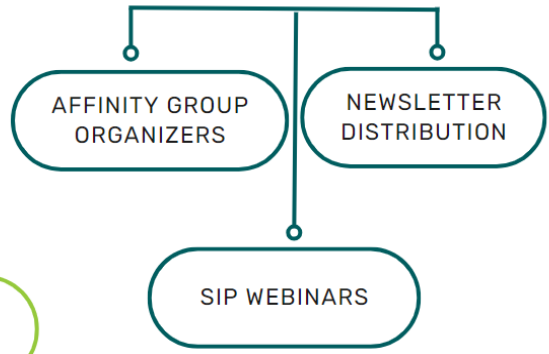 AFFINITY GROUP
ORGANIZERS
NEWSLETTER
DISTRIBUTION
SIP WEBINARS